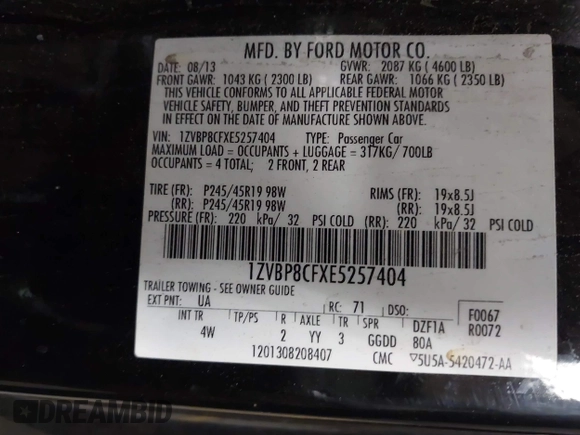 MFD. BY FORD MOTOR CO.
DATE: 08/13 GVWR: 2087 KG ( 4600 LB)
FRONT GAWR: 1043 KG ( 2300 LB) REAR GAWR: 1066 KG ( 2350 LB)
THIS VEHICLE CONFORMS TO ALL APPLICABLE FEDERAL MOTOR
VEHICLE SAFETY, BUMPER, AND THEFT PREVENTION STANDARDS
IN EFFECT ON THE DATE OF MANUFACTURE SHOWN ABOVE.
VIN: 1ZVBP8CFXE5257404 TYPE: Passenger Car
MAXIMUM LOAD = OCCUPANTS + LUGGAGE = 317KG/ 700LB
OCCUPANTS = 4 TOTAL; 2 FRONT, 2 REAR
TIRE (FR): P245/45R19 98W RIMS (FR): 19x8.5J
(RR): P245/45R19 98W (RR): 19x8.5J
PRESSURE (FR): 220 kPa/ 32 PSI COLD (RR): 220 kPa/ 32 PSI COLD
1ZVBP8CFXE5257404
TRAILER TOWING - SEE OWNER GUIDE
EXT PNT: UA RC: 71 DSO: F0067
INT TR TP/PS R AXLE TR SPR DZF1A R0072
4W 2 YY 3 GGDD 80A
1201308208407 CMC 5U5A-5420472-AA
DREAMBID